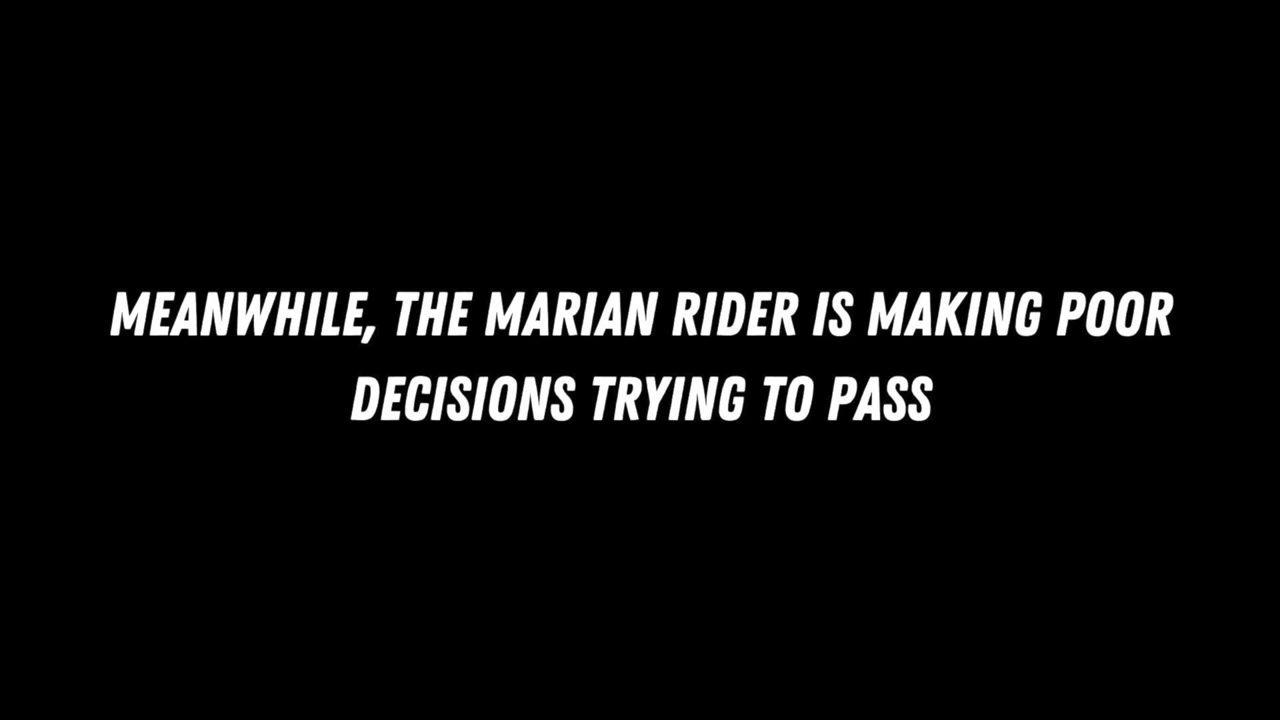 MEANWHILE, THE MARIAN RIDER IS MAKING POOR
DECISIONS TRYING TO PASS